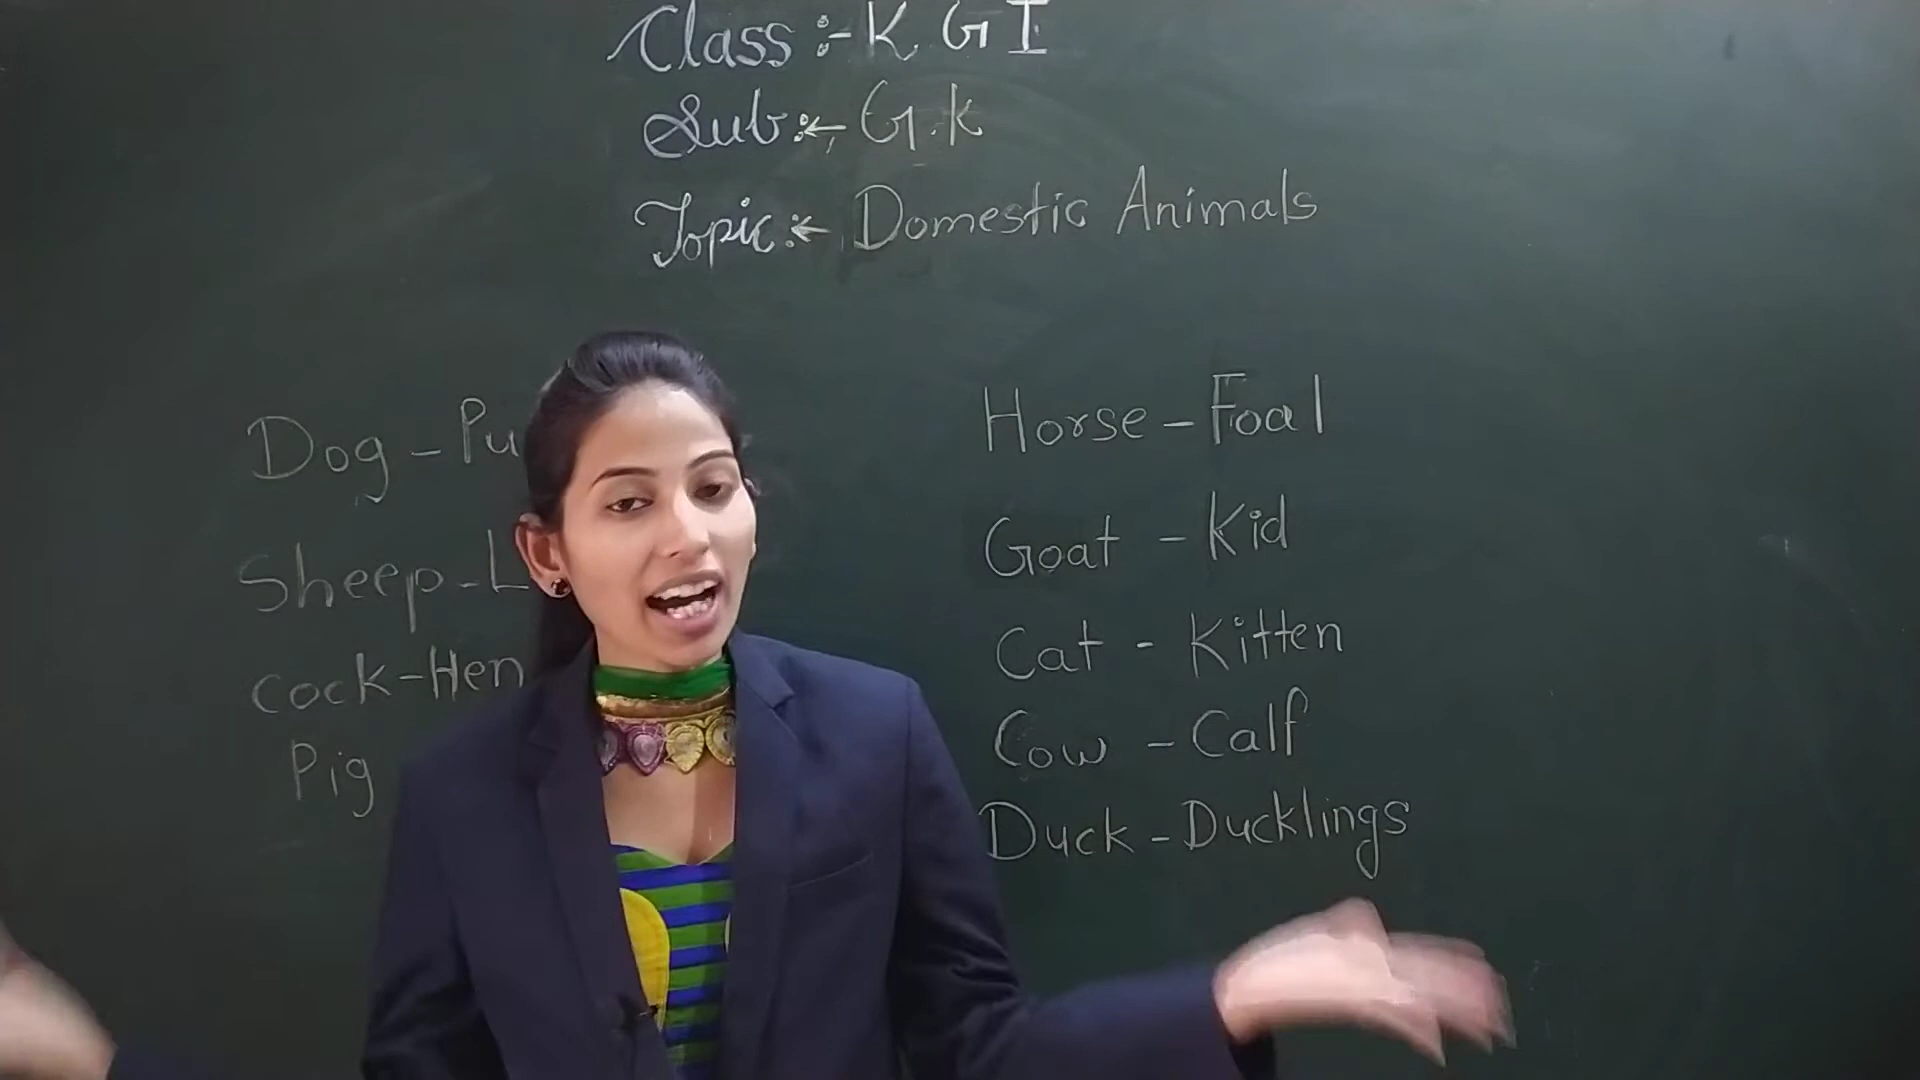 Class :- K G I
Sub :- G.K
Topic :- Domestic Animals
Dog - Pu
Sheep - L
Cock - Hen
Pig
Horse - Foal
Goat - Kid
Cat - Kitten
Cow - Calf
Duck - Ducklings